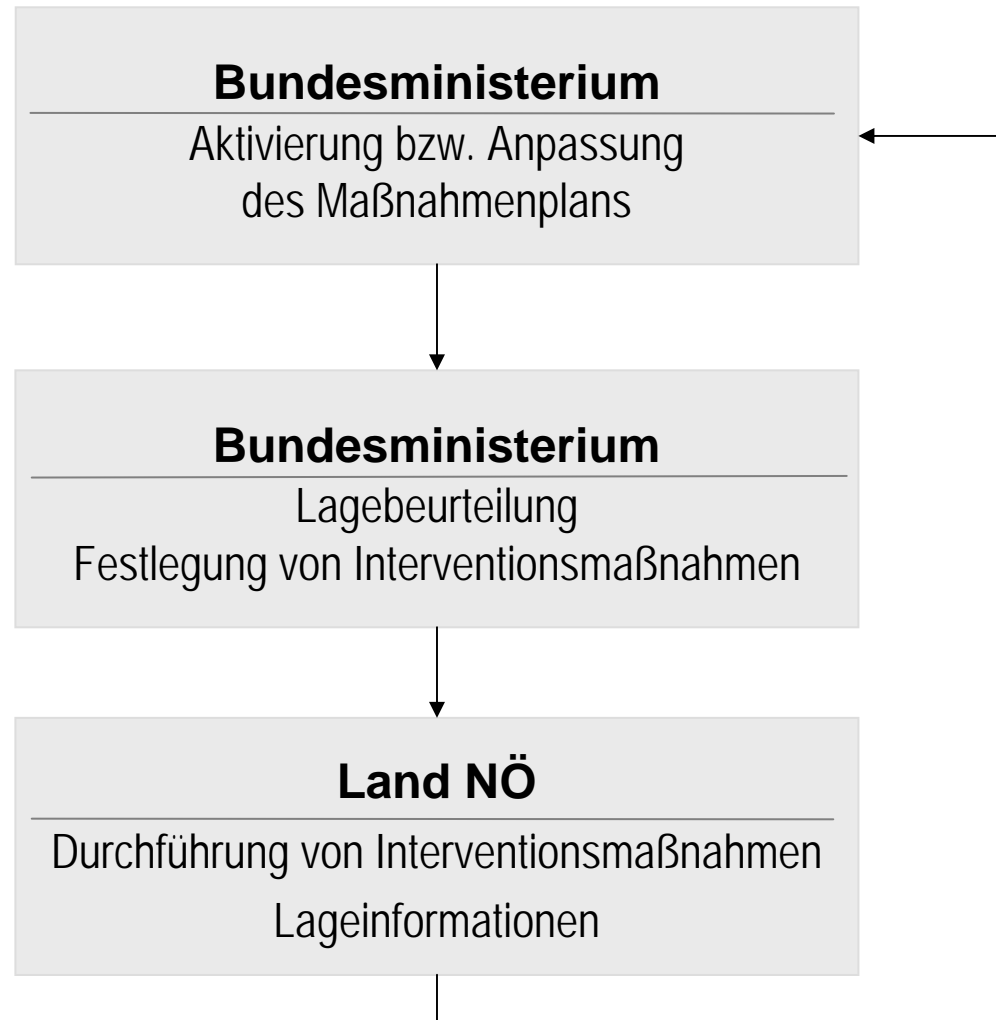 Bundesministerium
Aktivierung bzw. Anpassung
des Maßnahmenplans
Bundesministerium
Lagebeurteilung
Festlegung von Interventionsmaßnahmen
Land NÖ
Durchführung von Interventionsmaßnahmen
Lageinformationen